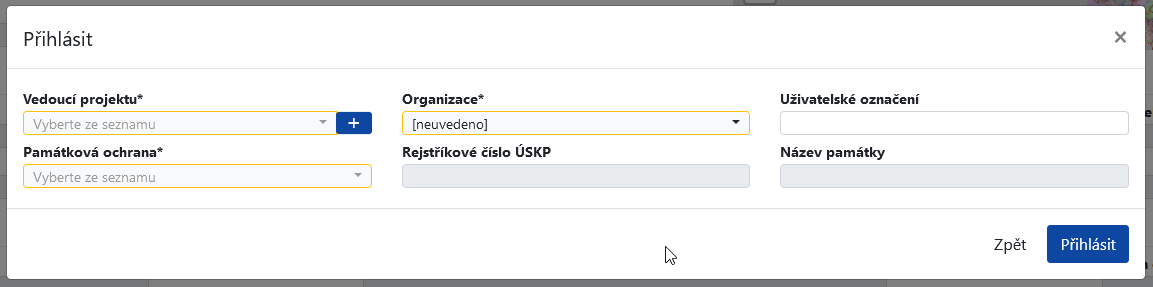 Přihlásit
×
Vedoucí projektu* Organizace* Uživatelské označení
Vyberte ze seznamu + [neuvedeno]
Památková ochrana* Rejstříkové číslo ÚSKP Název památky
Vyberte ze seznamu
Zpět Přihlásit